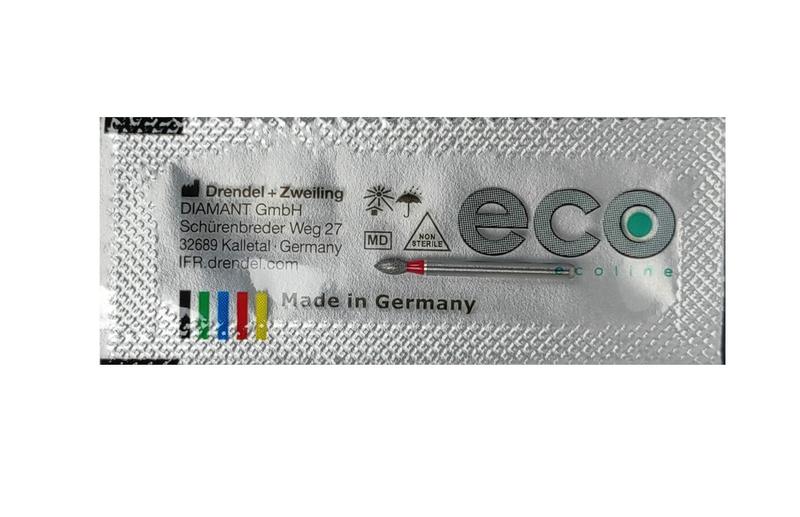 Drendel + Zweiling
DIAMANT GmbH
Schürenbreder Weg 27
32689 Kalletal · Germany
IFR.drendel.com
MD
NON
STERILE
eco
ecoline
Made in Germany